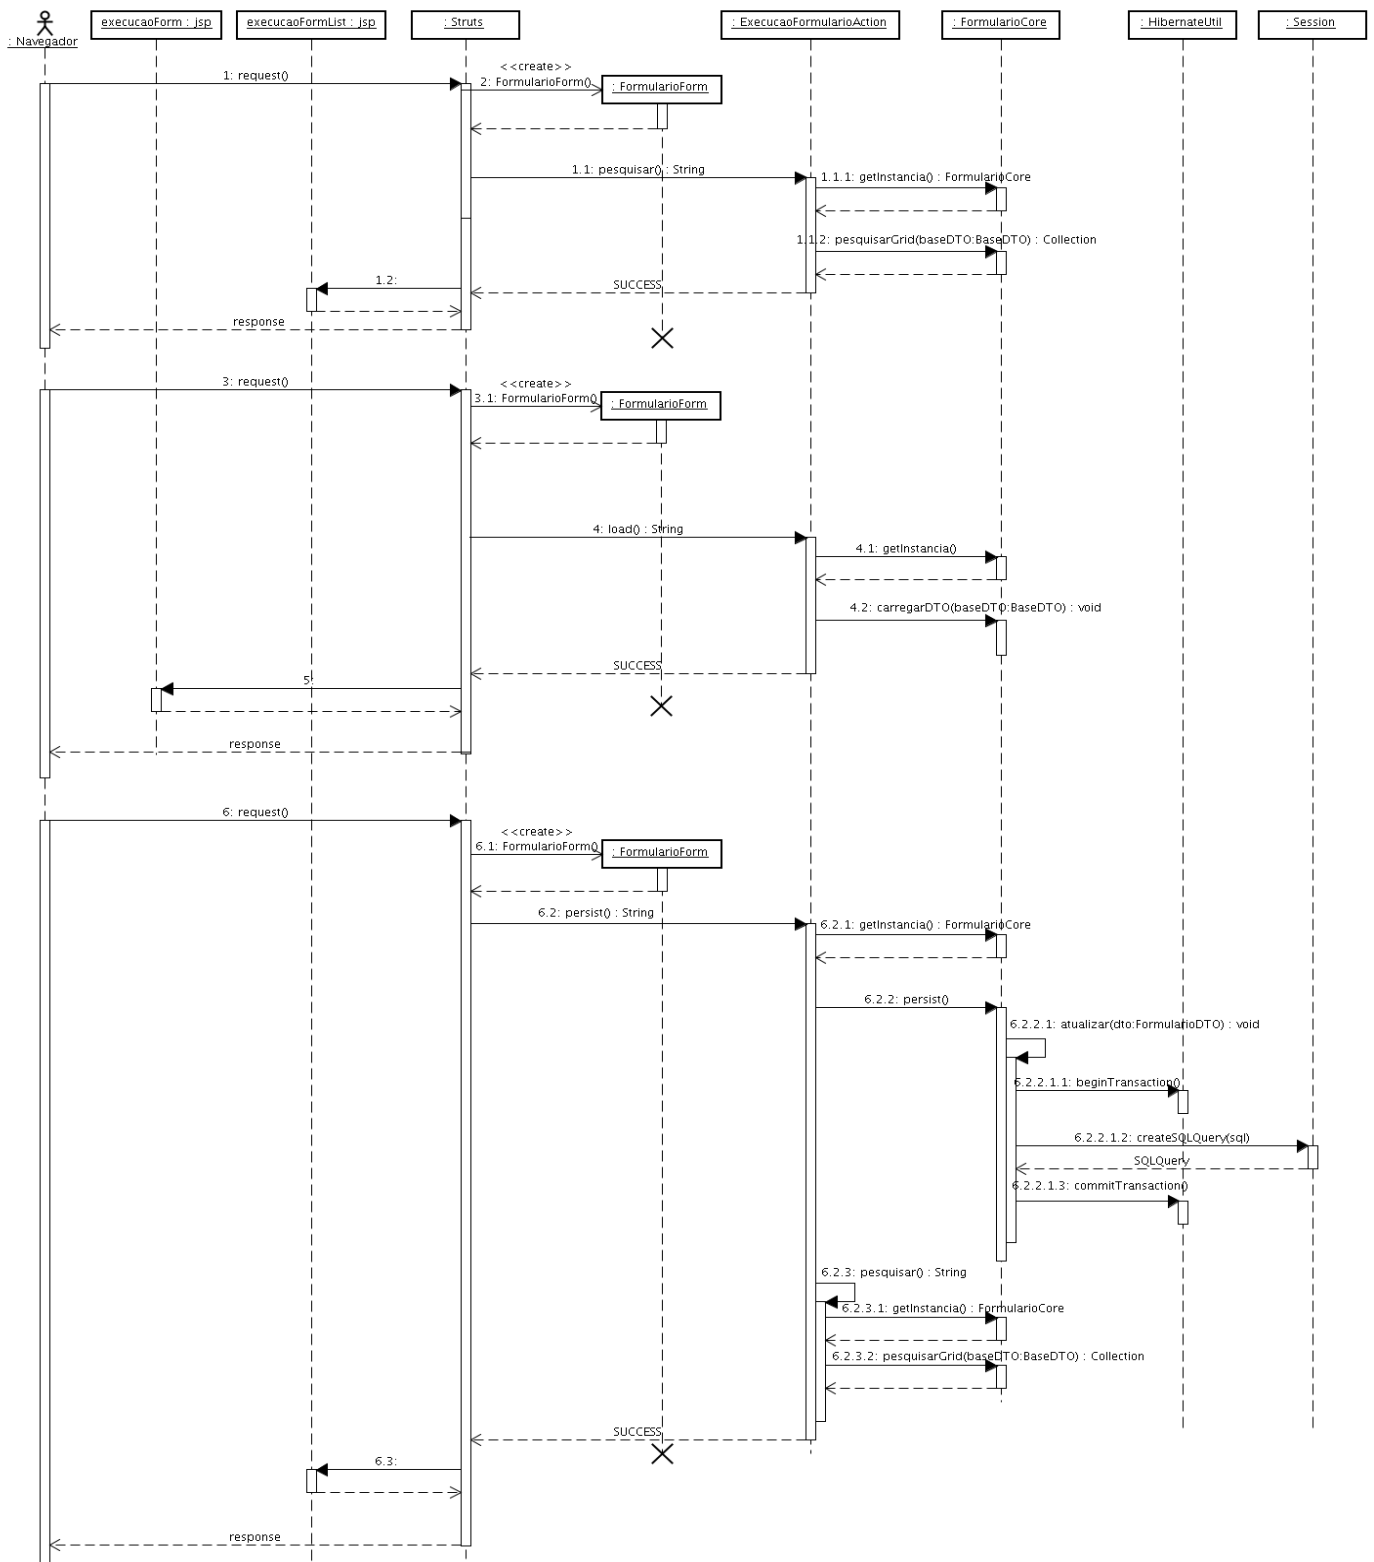 : Navegador
execucaoForm : jsp
execucaoFormList : jsp
: Struts
: ExecucaoFormularioAction
: FormularioCore
: HibernateUtil
: Session
1: request()
<<create>>
2: FormularioForm()
: FormularioForm
1.1: pesquisar() : String
1.1.1: getInstancia() : FormularioCore
1.1.2: pesquisarGrid(baseDTO:BaseDTO) : Collection
1.2:
SUCCESS
response
3: request()
<<create>>
3.1: FormularioForm()
: FormularioForm
4: load() : String
4.1: getInstancia()
4.2: carregarDTO(baseDTO:BaseDTO) : void
SUCCESS
5:
response
6: request()
<<create>>
6.1: FormularioForm()
: FormularioForm
6.2: persist() : String
6.2.1: getInstancia() : FormularioCore
6.2.2: persist()
6.2.2.1: atualizar(dto:FormularioDTO) : void
6.2.2.1.1: beginTransaction()
6.2.2.1.2: createSQLQuery(sql)
SQLQuery
6.2.2.1.3: commitTransaction()
6.2.3: pesquisar() : String
6.2.3.1: getInstancia() : FormularioCore
6.2.3.2: pesquisarGrid(baseDTO:BaseDTO) : Collection
SUCCESS
6.3:
response